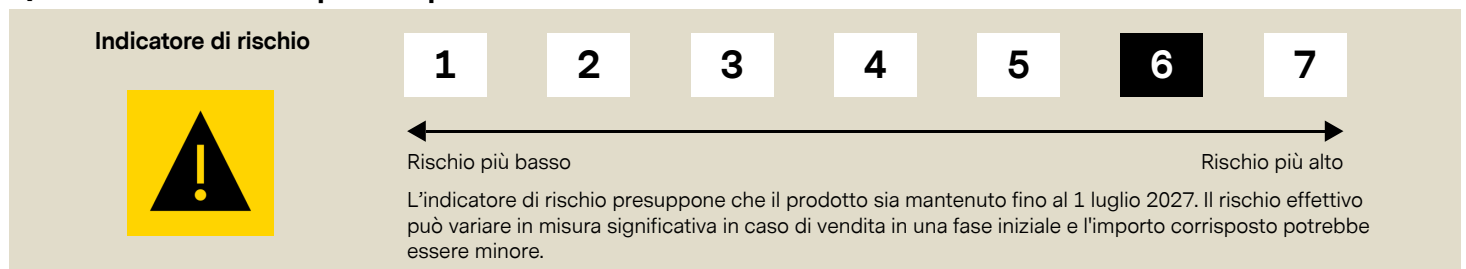 Indicatore di rischio
1 2 3 4 5 6 7
Rischio più basso Rischio più alto
L'indicatore di rischio presuppone che il prodotto sia mantenuto fino al 1 luglio 2027. Il rischio effettivo
può variare in misura significativa in caso di vendita in una fase iniziale e l'importo corrisposto potrebbe
essere minore.